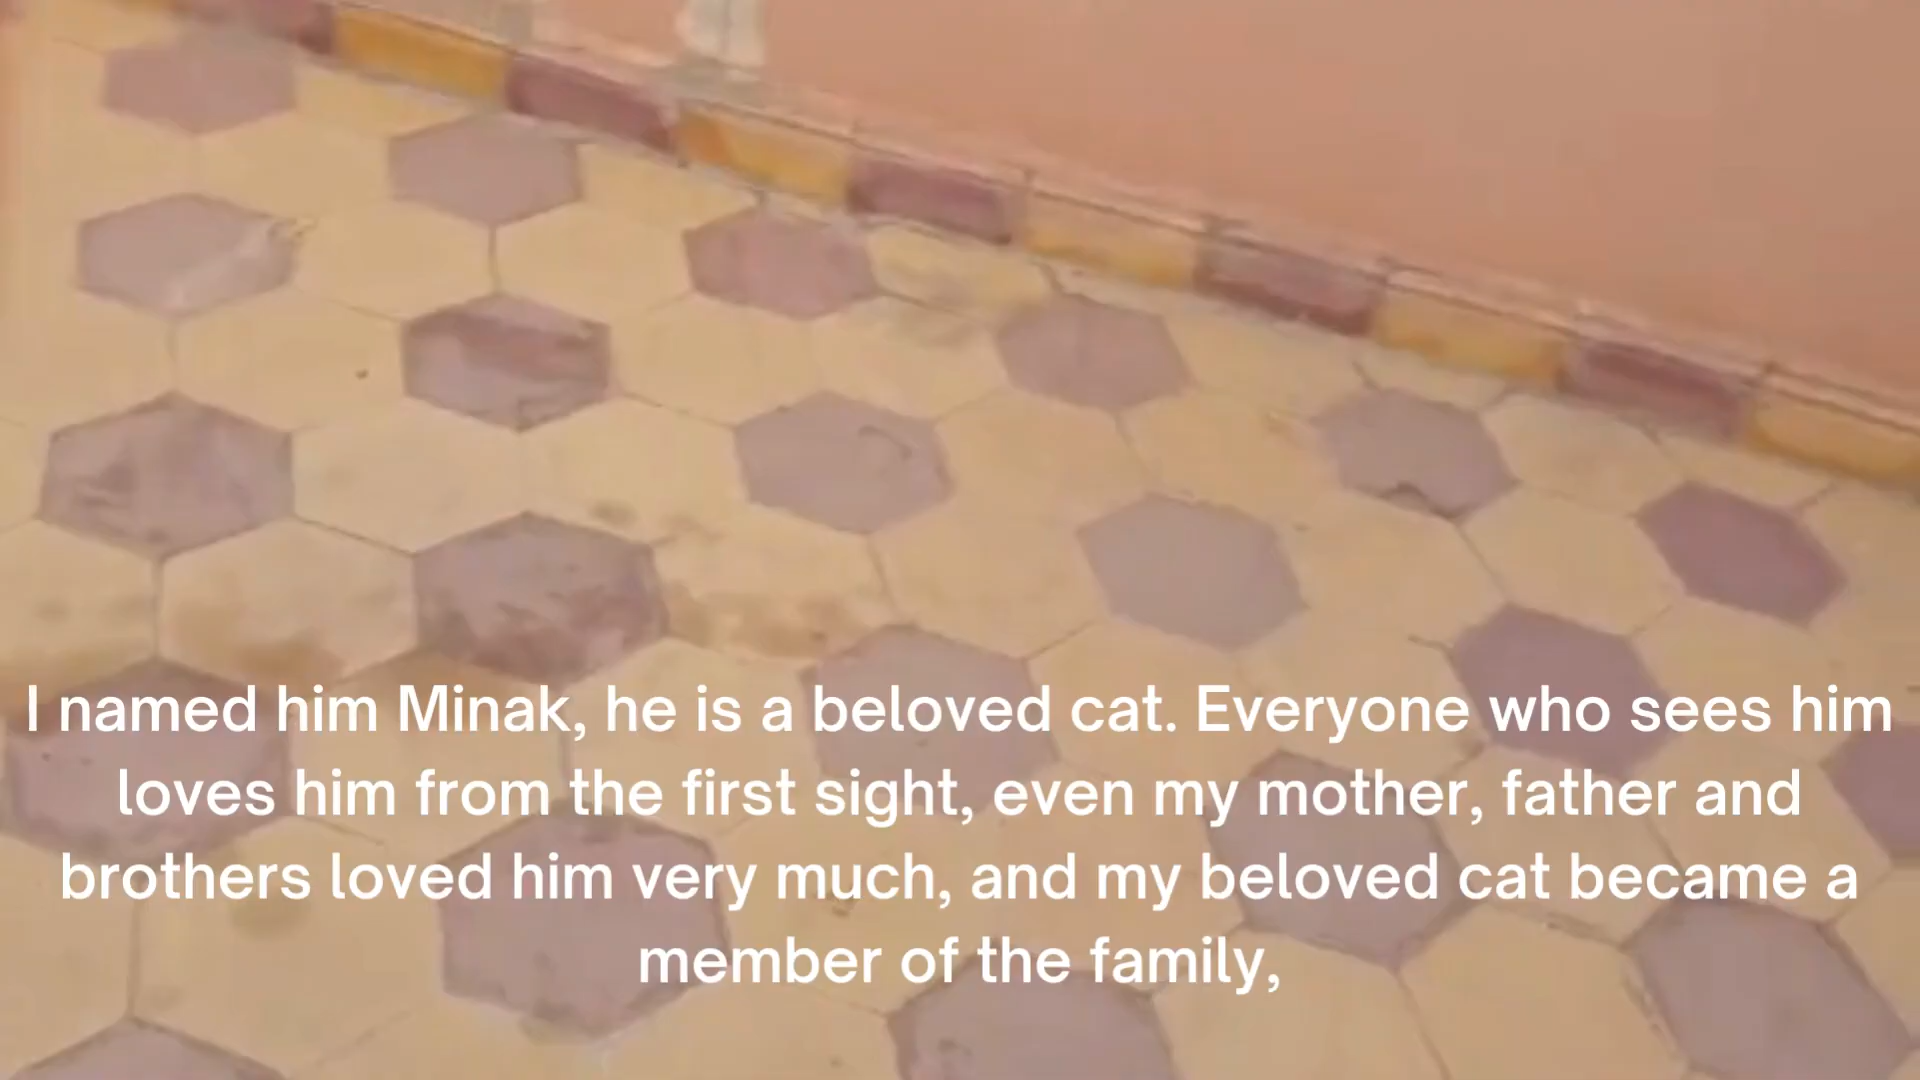 I named him Minak, he is a beloved cat. Everyone who sees him
loves him from the first sight, even my mother, father and
brothers loved him very much, and my beloved cat became a
member of the family,